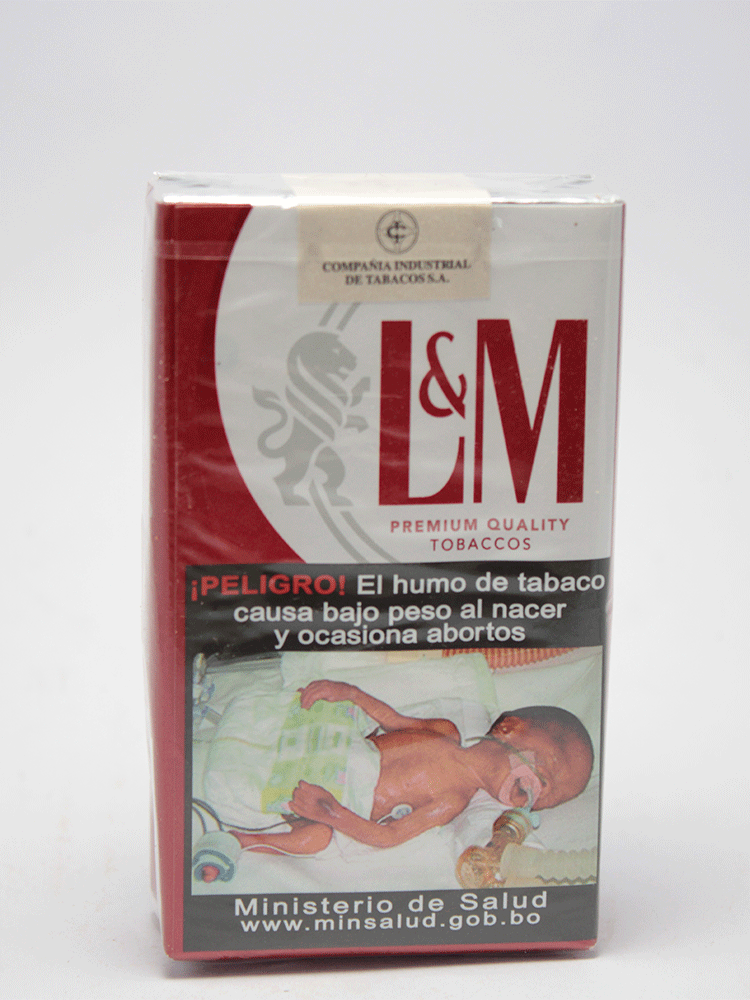 COMPAÑIA INDUSTRIAL
DE TABACOS S.A.
L&M
PREMIUM QUALITY
TOBACCOS
¡PELIGRO! El humo de tabaco
causa bajo peso al nacer
y ocasiona abortos
Ministerio de Salud
www.minsalud.gob.bo